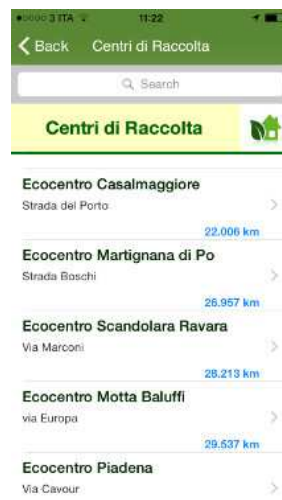 3 ITA 11:22
Back Centri di Raccolta
Search
Centri di Raccolta
Ecocentro Casalmaggiore
Strada del Porto
22.006 km
Ecocentro Martignana di Po
Strada Boschi
26.957 km
Ecocentro Scandolara Ravara
Via Marconi
28.213 km
Ecocentro Motta Baluffi
via Europa
29.537 km
Ecocentro Piadena
Via Cavour